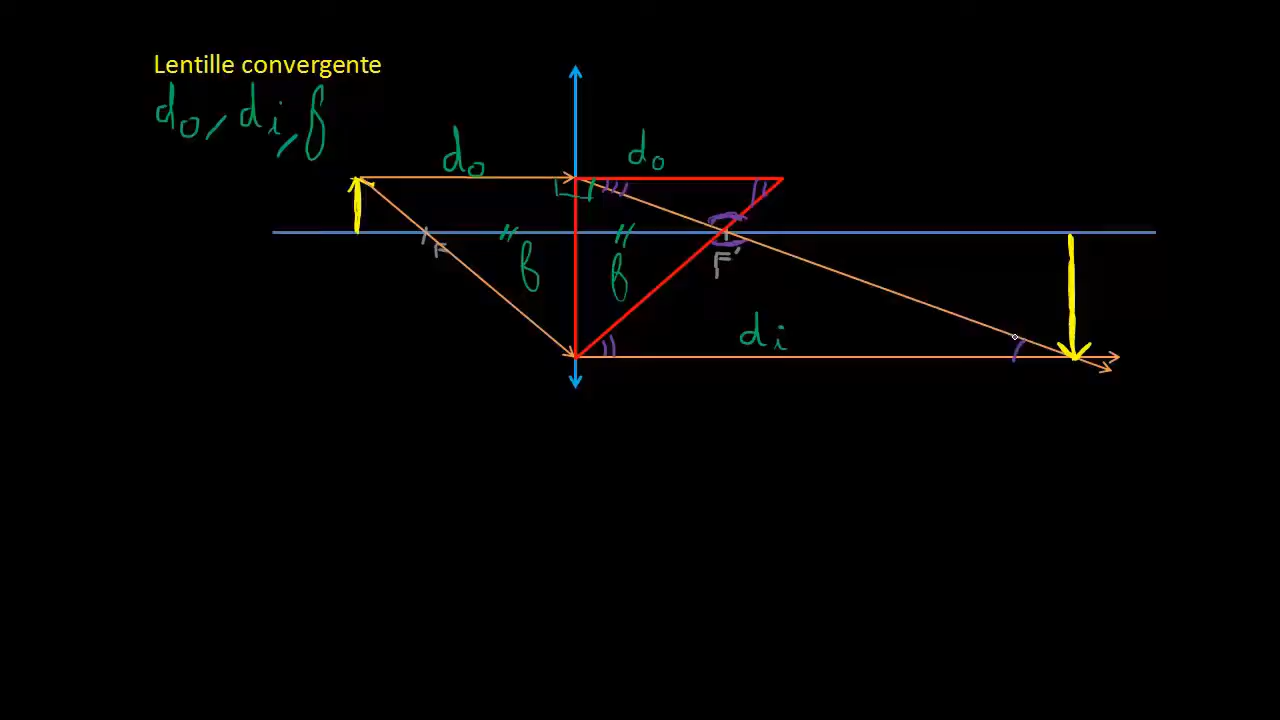 Lentille convergente
do, di, f
do
do
F
f
f
F'
di